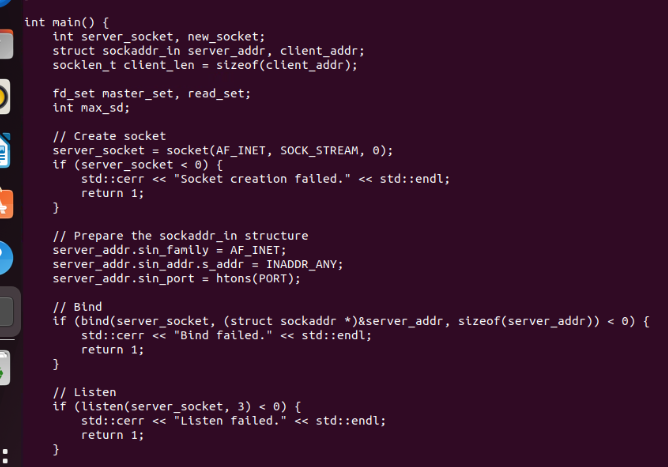 int main() {
    int server_socket, new_socket;
    struct sockaddr_in server_addr, client_addr;
    socklen_t client_len = sizeof(client_addr);

    fd_set master_set, read_set;
    int max_sd;

    // Create socket
    server_socket = socket(AF_INET, SOCK_STREAM, 0);
    if (server_socket < 0) {
        std::cerr << "Socket creation failed." << std::endl;
        return 1;
    }

    // Prepare the sockaddr_in structure
    server_addr.sin_family = AF_INET;
    server_addr.sin_addr.s_addr = INADDR_ANY;
    server_addr.sin_port = htons(PORT);

    // Bind
    if (bind(server_socket, (struct sockaddr *)&server_addr, sizeof(server_addr)) < 0) {
        std::cerr << "Bind failed." << std::endl;
        return 1;
    }

    // Listen
    if (listen(server_socket, 3) < 0) {
        std::cerr << "Listen failed." << std::endl;
        return 1;
    }